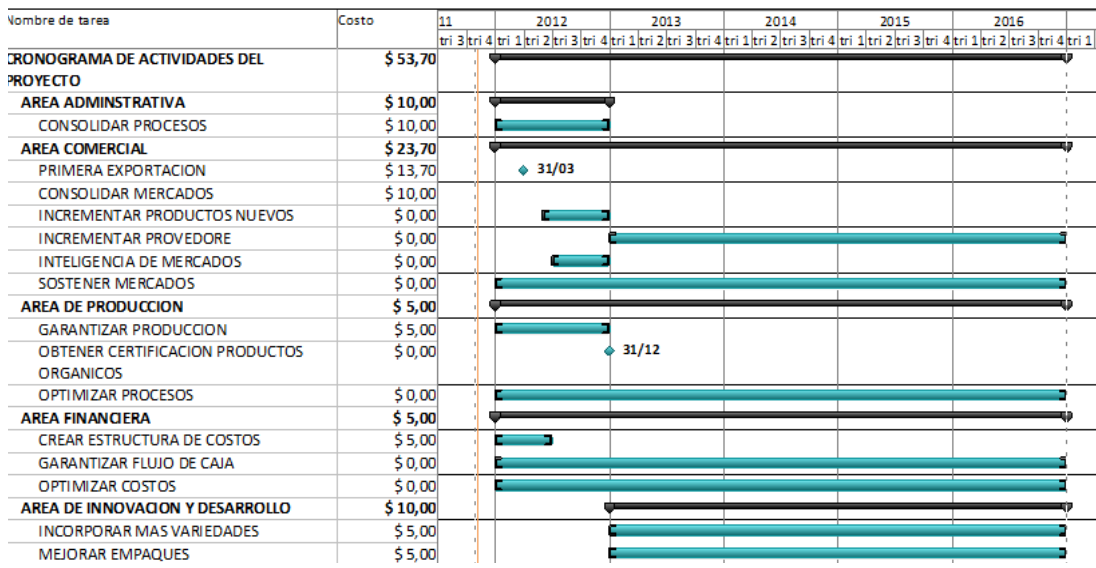 Nombre de tarea Costo 11 2012 2013 2014 2015 2016
tri 3 tri 4 tri 1 tri 2 tri 3 tri 4 tri 1 tri 2 tri 3 tri 4 tri 1 tri 2 tri 3 tri 4 tri 1 tri 2 tri 3 tri 4 tri 1 tri 2 tri 3 tri 4 tri 1
CRONOGRAMA DE ACTIVIDADES DEL $ 53,70
PROYECTO
AREA ADMINSTRATIVA $ 10,00
CONSOLIDAR PROCESOS $ 10,00
AREA COMERCIAL $ 23,70
PRIMERA EXPORTACION $ 13,70 31/03
CONSOLIDAR MERCADOS $ 10,00
INCREMENTAR PRODUCTOS NUEVOS $ 0,00
INCREMENTAR PROVEDORE $ 0,00
INTELIGENCIA DE MERCADOS $ 0,00
SOSTENER MERCADOS $ 0,00
AREA DE PRODUCCION $ 5,00
GARANTIZAR PRODUCCION $ 5,00
OBTENER CERTIFICACION PRODUCTOS $ 0,00 31/12
ORGANICOS
OPTIMIZAR PROCESOS $ 0,00
AREA FINANCIERA $ 5,00
CREAR ESTRUCTURA DE COSTOS $ 5,00
GARANTIZAR FLUJO DE CAJA $ 0,00
OPTIMIZAR COSTOS $ 0,00
AREA DE INNOVACION Y DESARROLLO $ 10,00
INCORPORAR MAS VARIEDADES $ 5,00
MEJORAR EMPAQUES $ 5,00